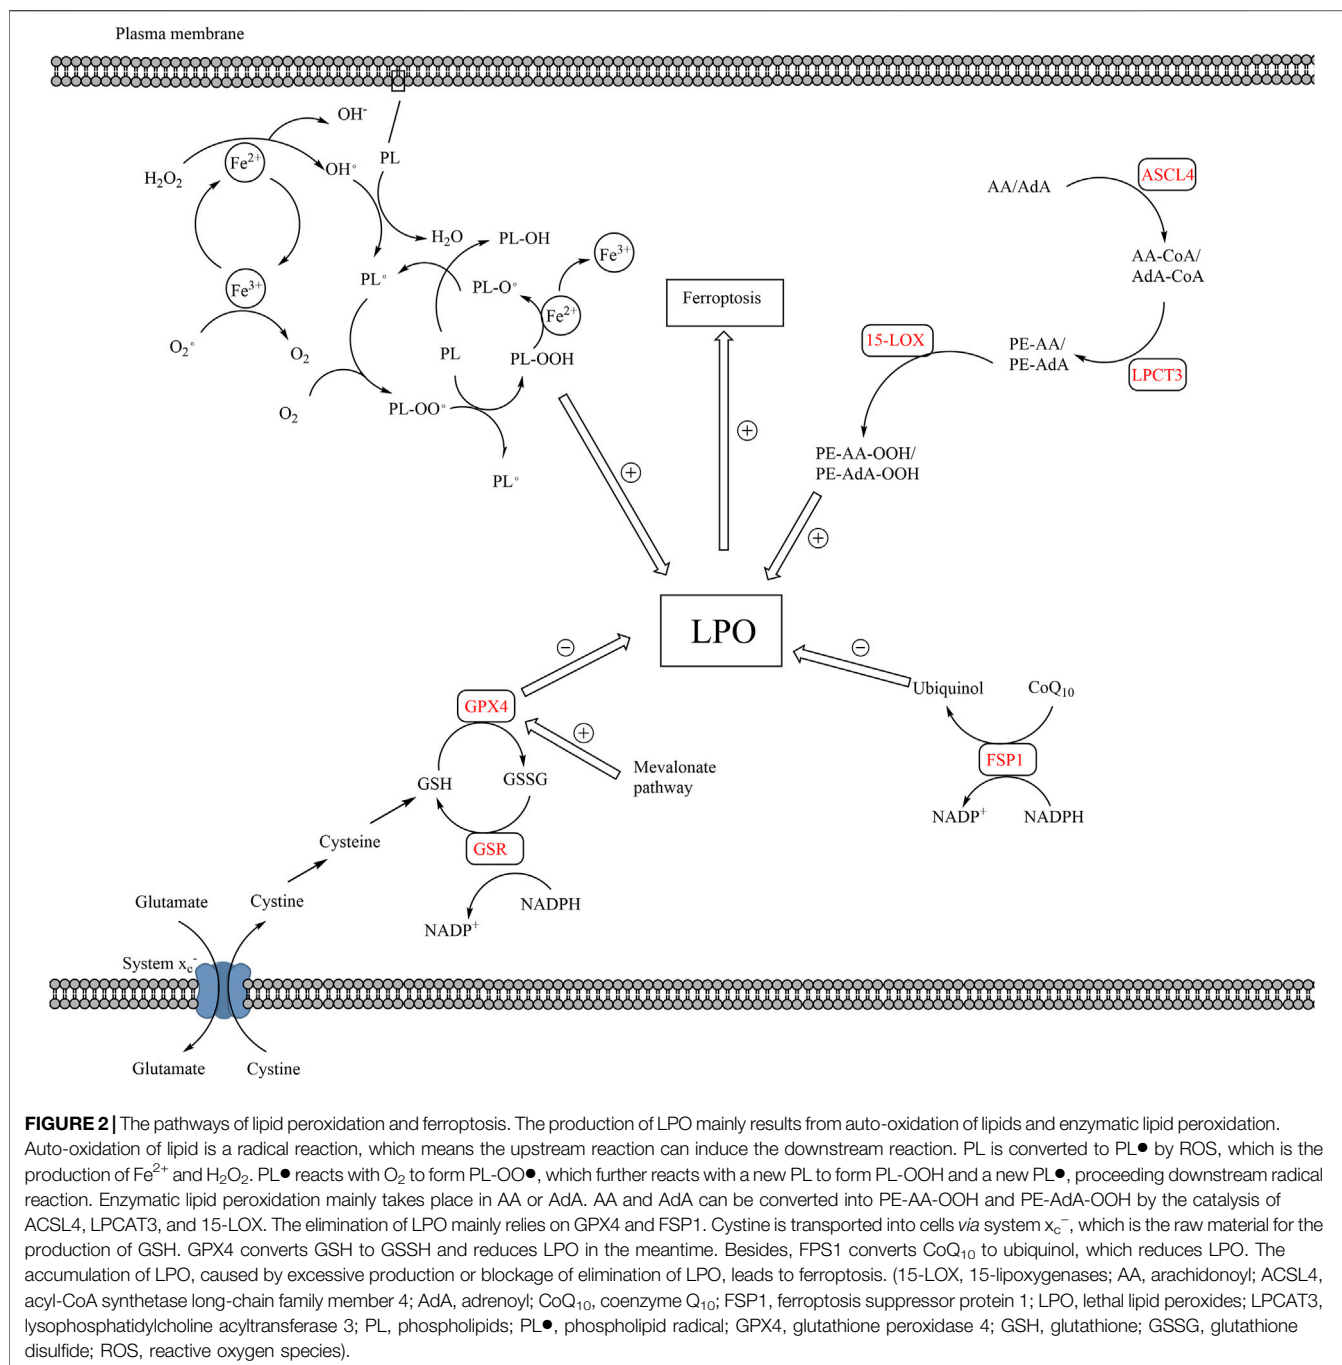 Plasma membrane
OH⁻
Fe²⁺
H₂O₂
OH°
PL
H₂O
PL-OH
Fe³⁺
Fe³⁺
PL°
PL-O°
Fe²⁺
O₂°
O₂
PL
PL-OOH
O₂
PL-OO°
PL°
Ferroptosis
AA/AdA
ASCL4
AA-CoA/
AdA-CoA
15-LOX
PE-AA/
PE-AdA
LPCT3
PE-AA-OOH/
PE-AdA-OOH
+
+
+
LPO
−
−
GPX4
+
Mevalonate
pathway
GSH
GSSG
GSR
NADPH
NADP⁺
Ubiquinol
CoQ₁₀
FSP1
NADP⁺
NADPH
Cysteine
Glutamate
Cystine
System x꜀⁻
Glutamate
Cystine
FIGURE 2 | The pathways of lipid peroxidation and ferroptosis. The production of LPO mainly results from auto-oxidation of lipids and enzymatic lipid peroxidation.
Auto-oxidation of lipid is a radical reaction, which means the upstream reaction can induce the downstream reaction. PL is converted to PL● by ROS, which is the
production of Fe²⁺ and H₂O₂. PL● reacts with O₂ to form PL-OO●, which further reacts with a new PL to form PL-OOH and a new PL●, proceeding downstream radical
reaction. Enzymatic lipid peroxidation mainly takes place in AA or AdA. AA and AdA can be converted into PE-AA-OOH and PE-AdA-OOH by the catalysis of
ACSL4, LPCAT3, and 15-LOX. The elimination of LPO mainly relies on GPX4 and FSP1. Cystine is transported into cells via system x꜀⁻, which is the raw material for the
production of GSH. GPX4 converts GSH to GSSH and reduces LPO in the meantime. Besides, FPS1 converts CoQ₁₀ to ubiquinol, which reduces LPO. The
accumulation of LPO, caused by excessive production or blockage of elimination of LPO, leads to ferroptosis. (15-LOX, 15-lipoxygenases; AA, arachidonoyl; ACSL4,
acyl-CoA synthetase long-chain family member 4; AdA, adrenoyl; CoQ₁₀, coenzyme Q₁₀; FSP1, ferroptosis suppressor protein 1; LPO, lethal lipid peroxides; LPCAT3,
lysophosphatidylcholine acyltransferase 3; PL, phospholipids; PL●, phospholipid radical; GPX4, glutathione peroxidase 4; GSH, glutathione; GSSG, glutathione
disulfide; ROS, reactive oxygen species).